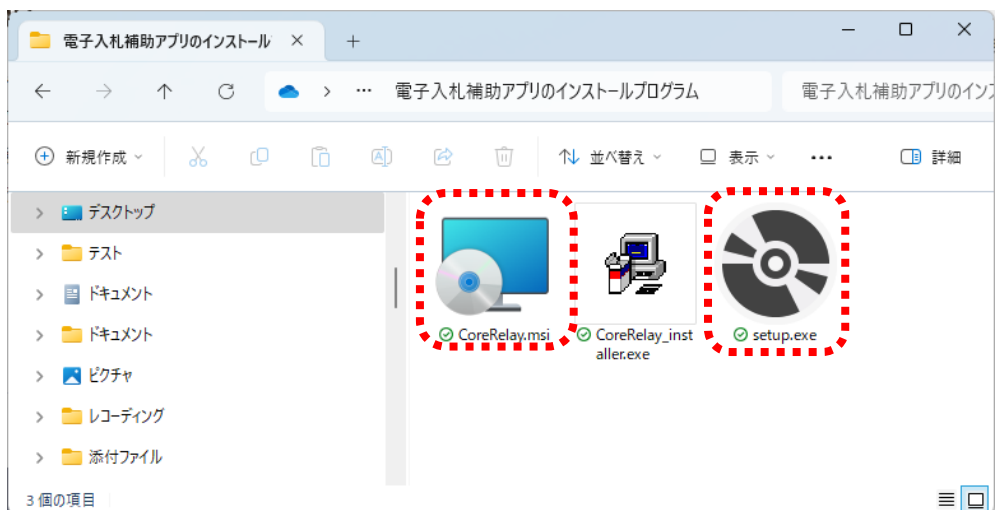 電子入札補助アプリのインストール
電子入札補助アプリのインストールプログラム
電子入札補助アプリのイン
新規作成
並べ替え
表示
詳細
デスクトップ
テスト
ドキュメント
ドキュメント
ピクチャ
レコーディング
添付ファイル
CoreRelay.msi
CoreRelay_inst
aller.exe
setup.exe
3 個の項目